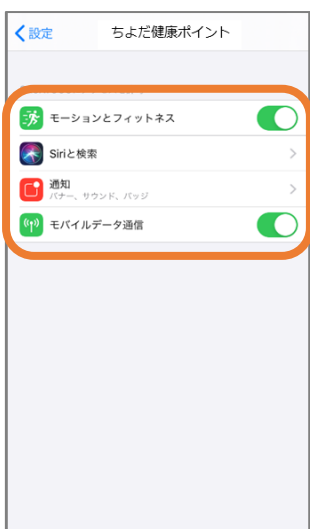 設定
ちよだ健康ポイント
モーションとフィットネス
Siriと検索
通知
バナー、サウンド、バッジ
モバイルデータ通信